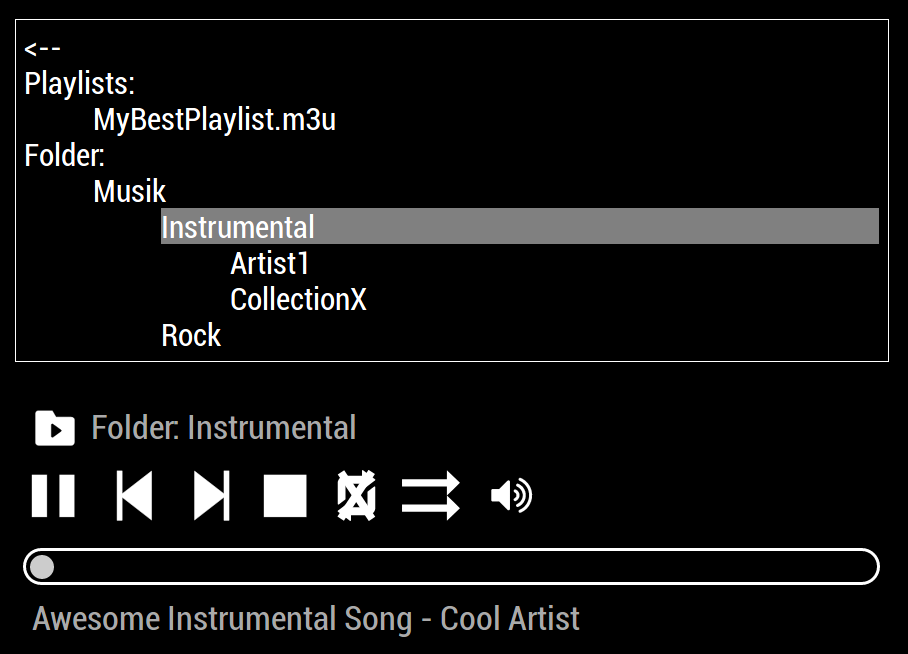 <--
Playlists:
MyBestPlaylist.m3u
Folder:
Musik
Instrumental
Artist1
CollectionX
Rock
Folder: Instrumental
Awesome Instrumental Song - Cool Artist